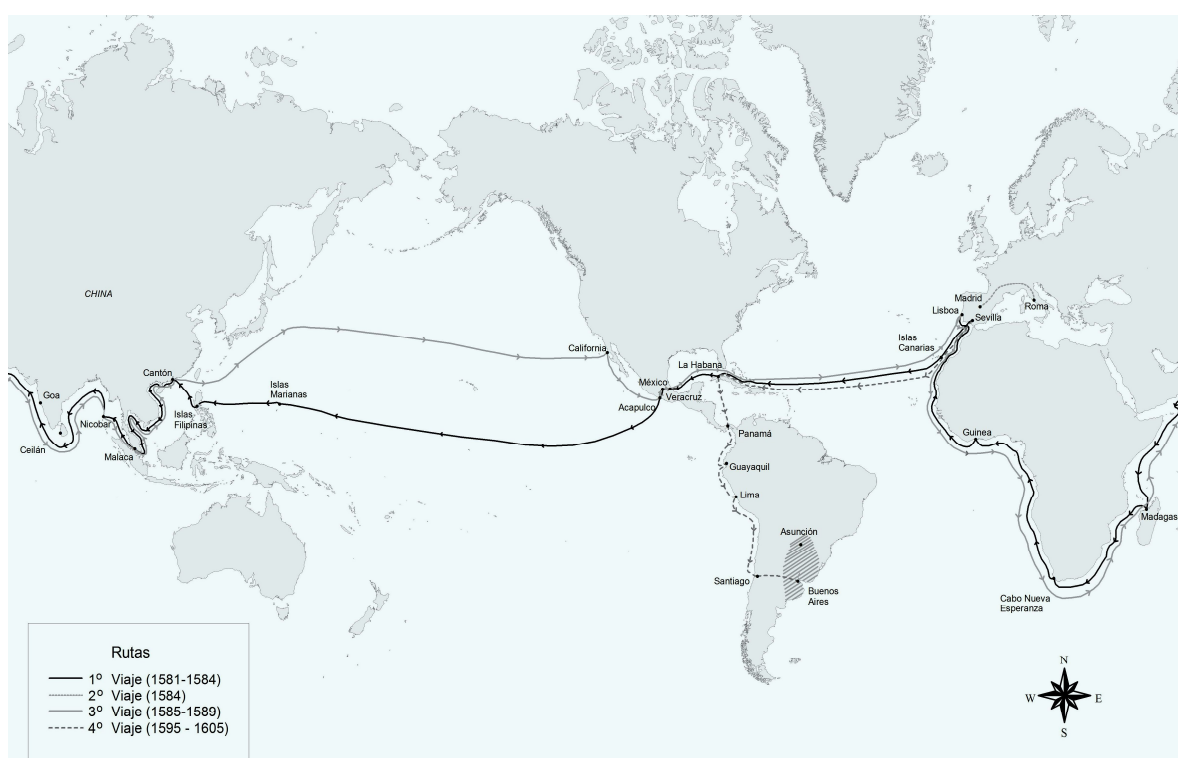 CHINA
Madrid
Roma
Lisboa
Sevilla
Islas
Canarias
California
La Habana
Cantón
México
Veracruz
Islas
Marianas
Acapulco
Goa
Islas
Filipinas
Nicobar
Guinea
Panamá
Ceilán
Malaca
Guayaquil
Lima
Madagas
Asunción
Santiago
Buenos
Aires
Cabo Nueva
Esperanza
Rutas
1º Viaje (1581-1584)
2º Viaje (1584)
3º Viaje (1585-1589)
4º Viaje (1595 - 1605)
N
W E
S